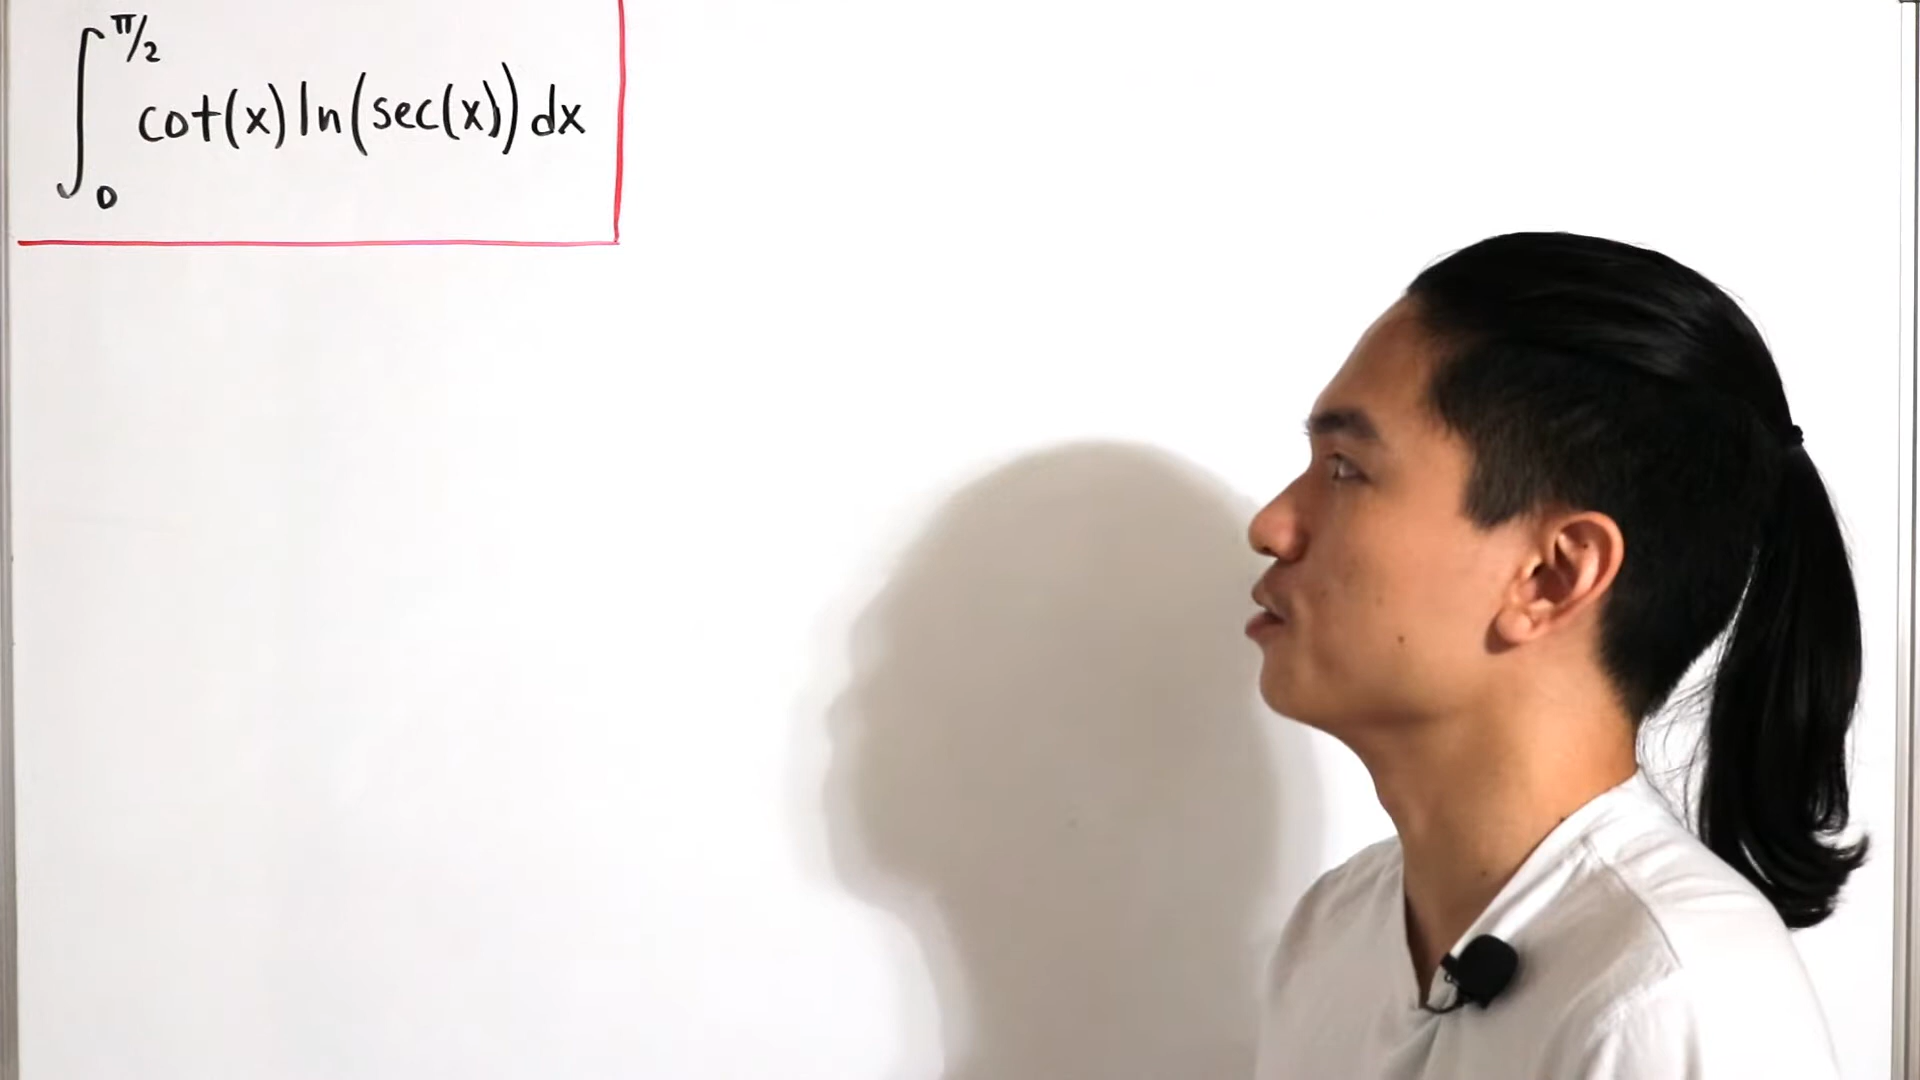 ∫₀^π/2 cot(x) ln(sec(x)) dx